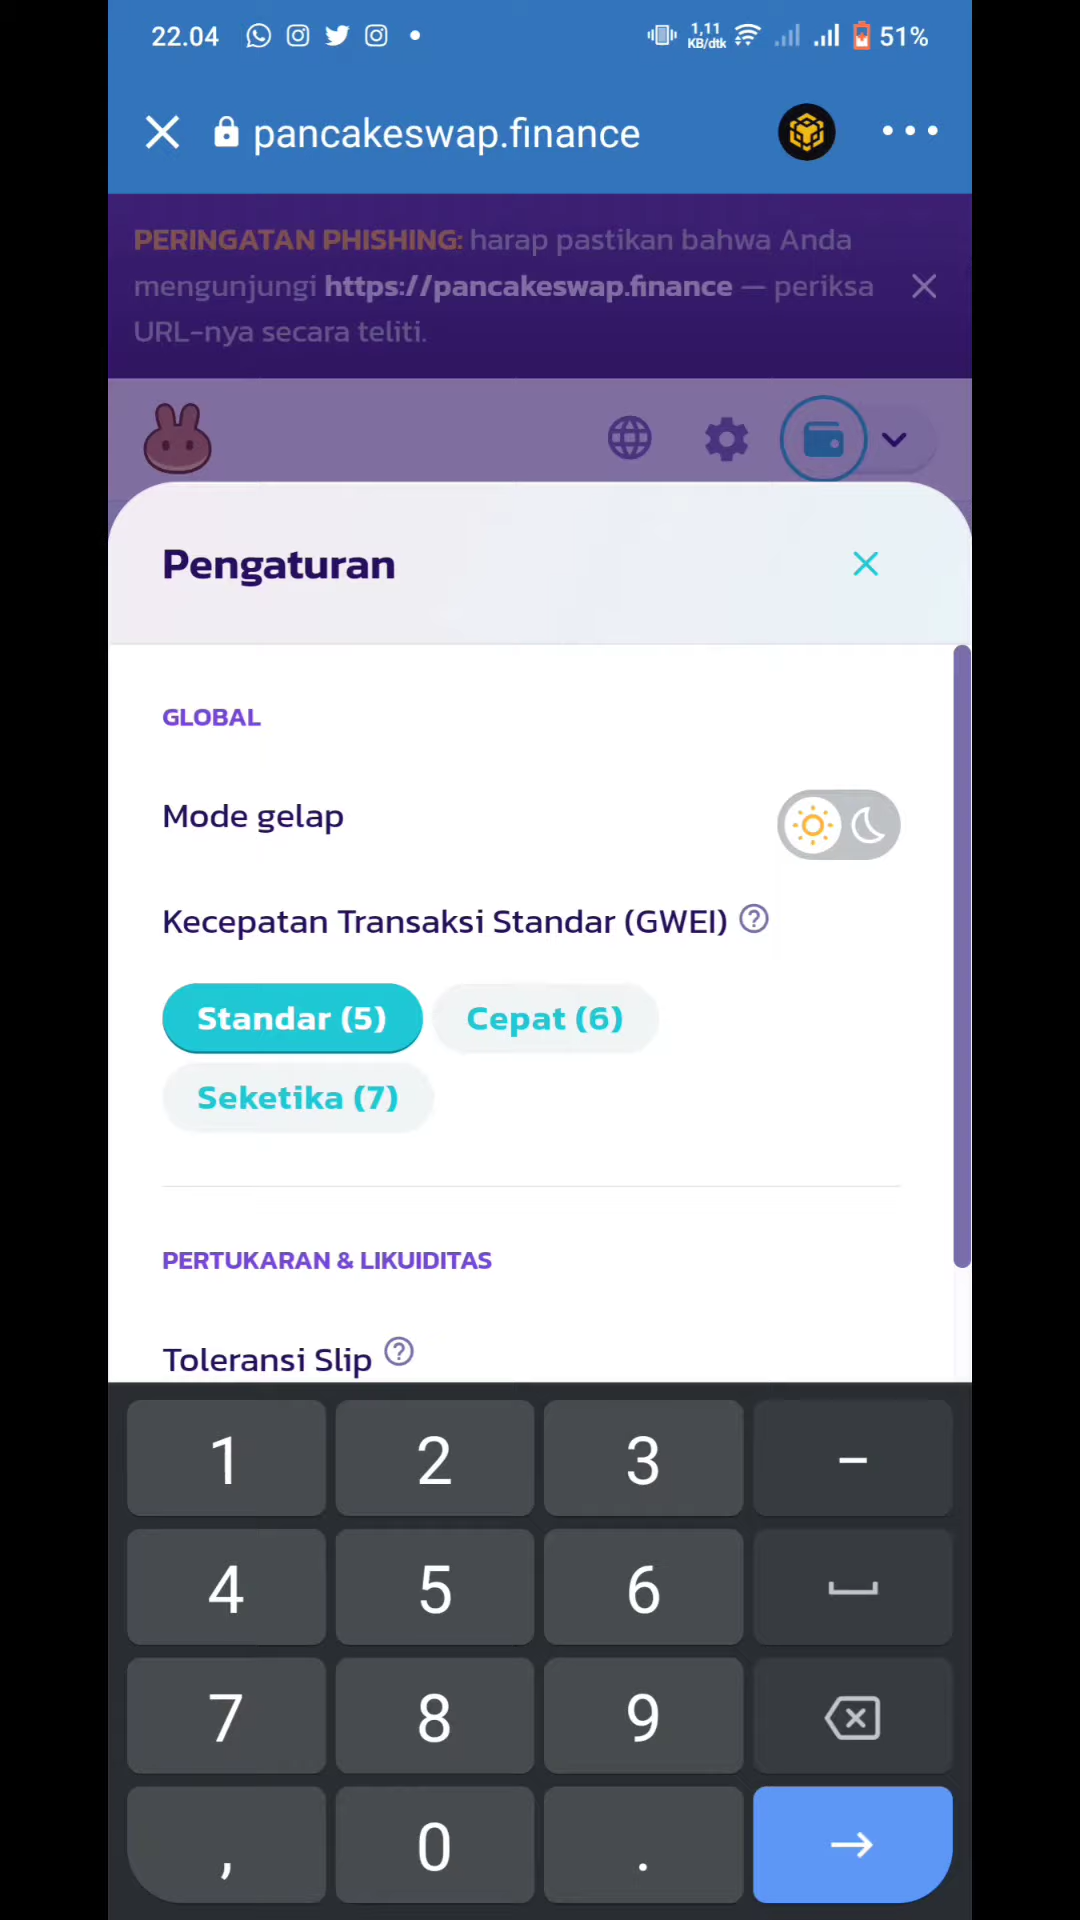 22.04
1,11
KB/dtk
51%
pancakeswap.finance
PERINGATAN PHISHING: harap pastikan bahwa Anda
mengunjungi https://pancakeswap.finance — periksa
URL-nya secara teliti.
Pengaturan
GLOBAL
Mode gelap
Kecepatan Transaksi Standar (GWEI) ?
Standar (5) Cepat (6)
Seketika (7)
PERTUKARAN & LIKUIDITAS
Toleransi Slip ?
1 2 3 –
4 5 6
7 8 9
, 0 .